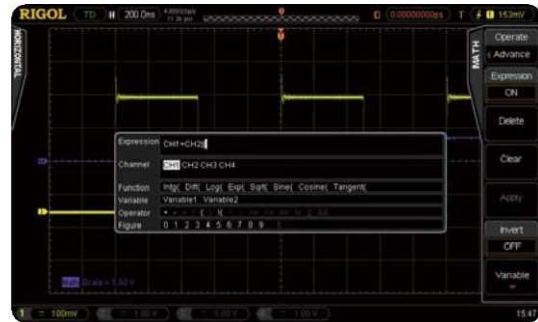 RIGOL TD H 200.0ms D 0.00000000ps T 153mV
HORIZONTAL
MATH
Operate
Advance
Expression
ON
Delete
Clear
Apply
Invert
OFF
Variable
Expression CH1+CH2)
Channel CH1 CH2 CH3 CH4
Function Intg( Diff( Log( Exp( Sqrt( Sine( Cosine( Tangent(
Variable Variable1 Variable2
Operator
Figure 0 1 2 3 4 5 6 7 8 9
Math Scale = 1.00 V
1 = 100mV = 1.00 V = 1.00 V = 1.00 V 15:47